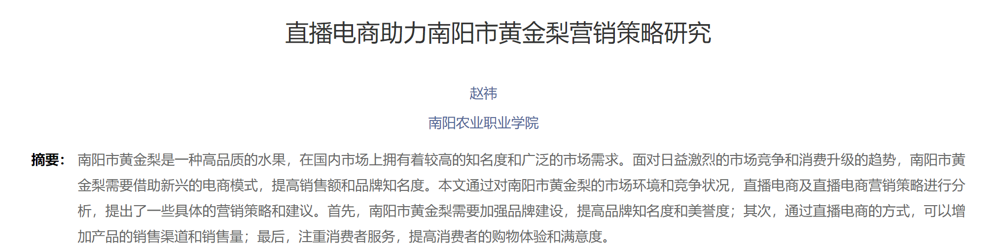 直播电商助力南阳市黄金梨营销策略研究
赵祎
南阳农业职业学院
摘要： 南阳市黄金梨是一种高品质的水果，在国内市场上拥有着较高的知名度和广泛的市场需求。面对日益激烈的市场竞争和消费升级的趋势，南阳市黄
金梨需要借助新兴的电商模式，提高销售额和品牌知名度。本文通过对南阳市黄金梨的市场环境和竞争状况，直播电商及直播电商营销策略进行分
析，提出了一些具体的营销策略和建议。首先，南阳市黄金梨需要加强品牌建设，提高品牌知名度和美誉度；其次，通过直播电商的方式，可以增
加产品的销售渠道和销售量；最后，注重消费者服务，提高消费者的购物体验和满意度。